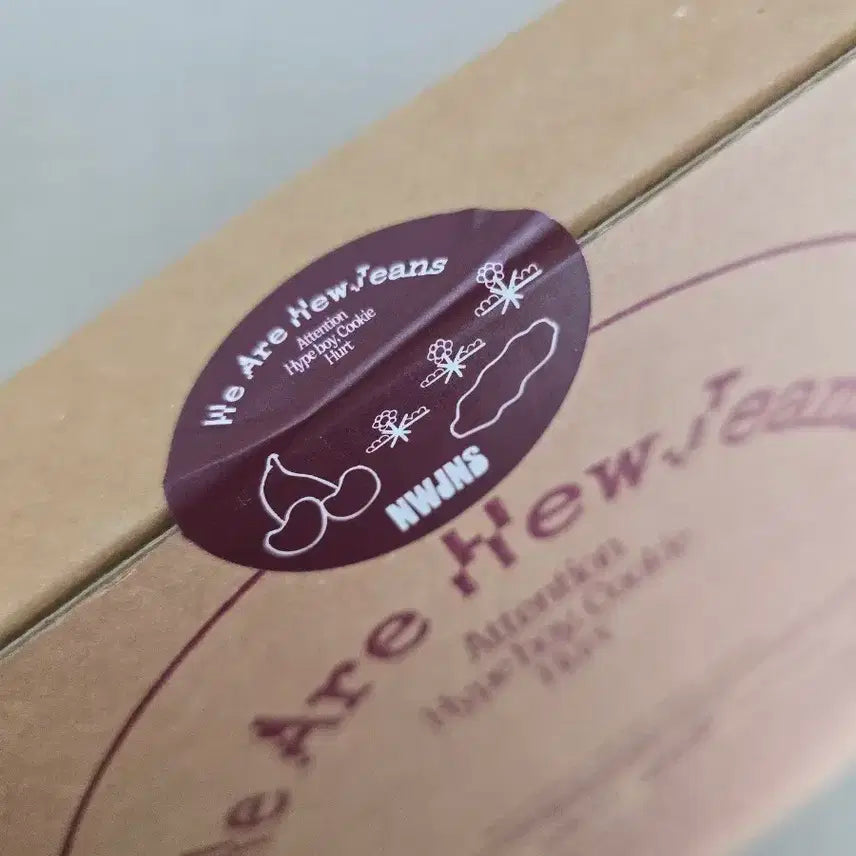 We Are NewJeans
Attention
Hype boy, Cookie
Hurt
NWJNS
We Are NewJeans
Attention
Hype boy, Cookie
Hurt